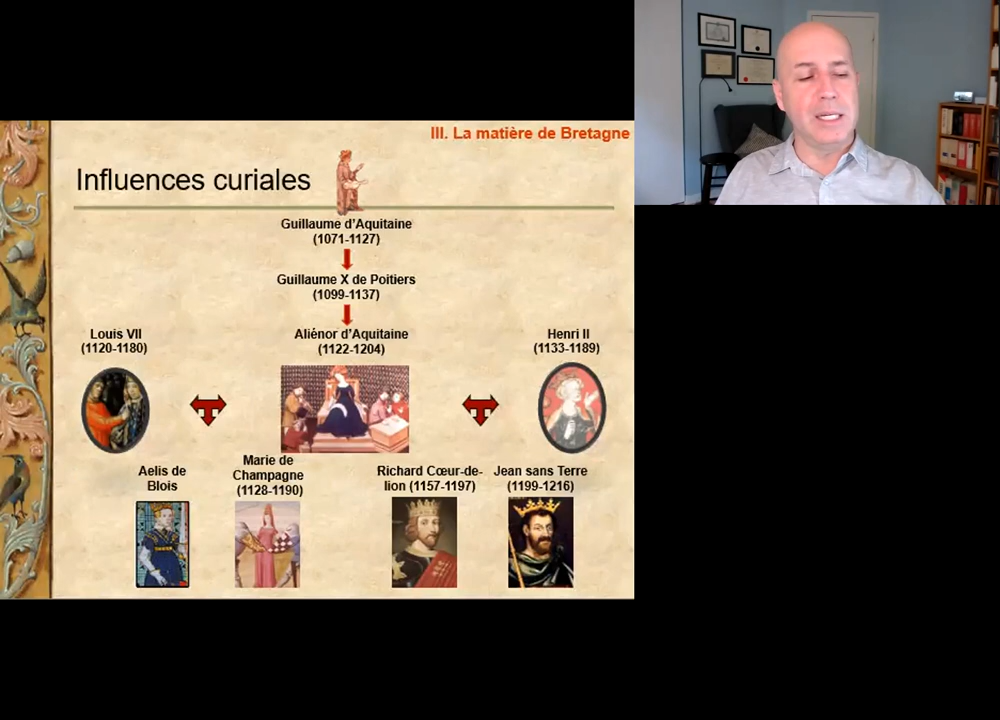 III. La matière de Bretagne
Influences curiales
Guillaume d'Aquitaine
(1071-1127)
Guillaume X de Poitiers
(1099-1137)
Louis VII
(1120-1180)
Aliénor d'Aquitaine
(1122-1204)
Henri II
(1133-1189)
Aelis de
Blois
Marie de
Champagne
(1128-1190)
Richard Cœur-de-
lion (1157-1197)
Jean sans Terre
(1199-1216)